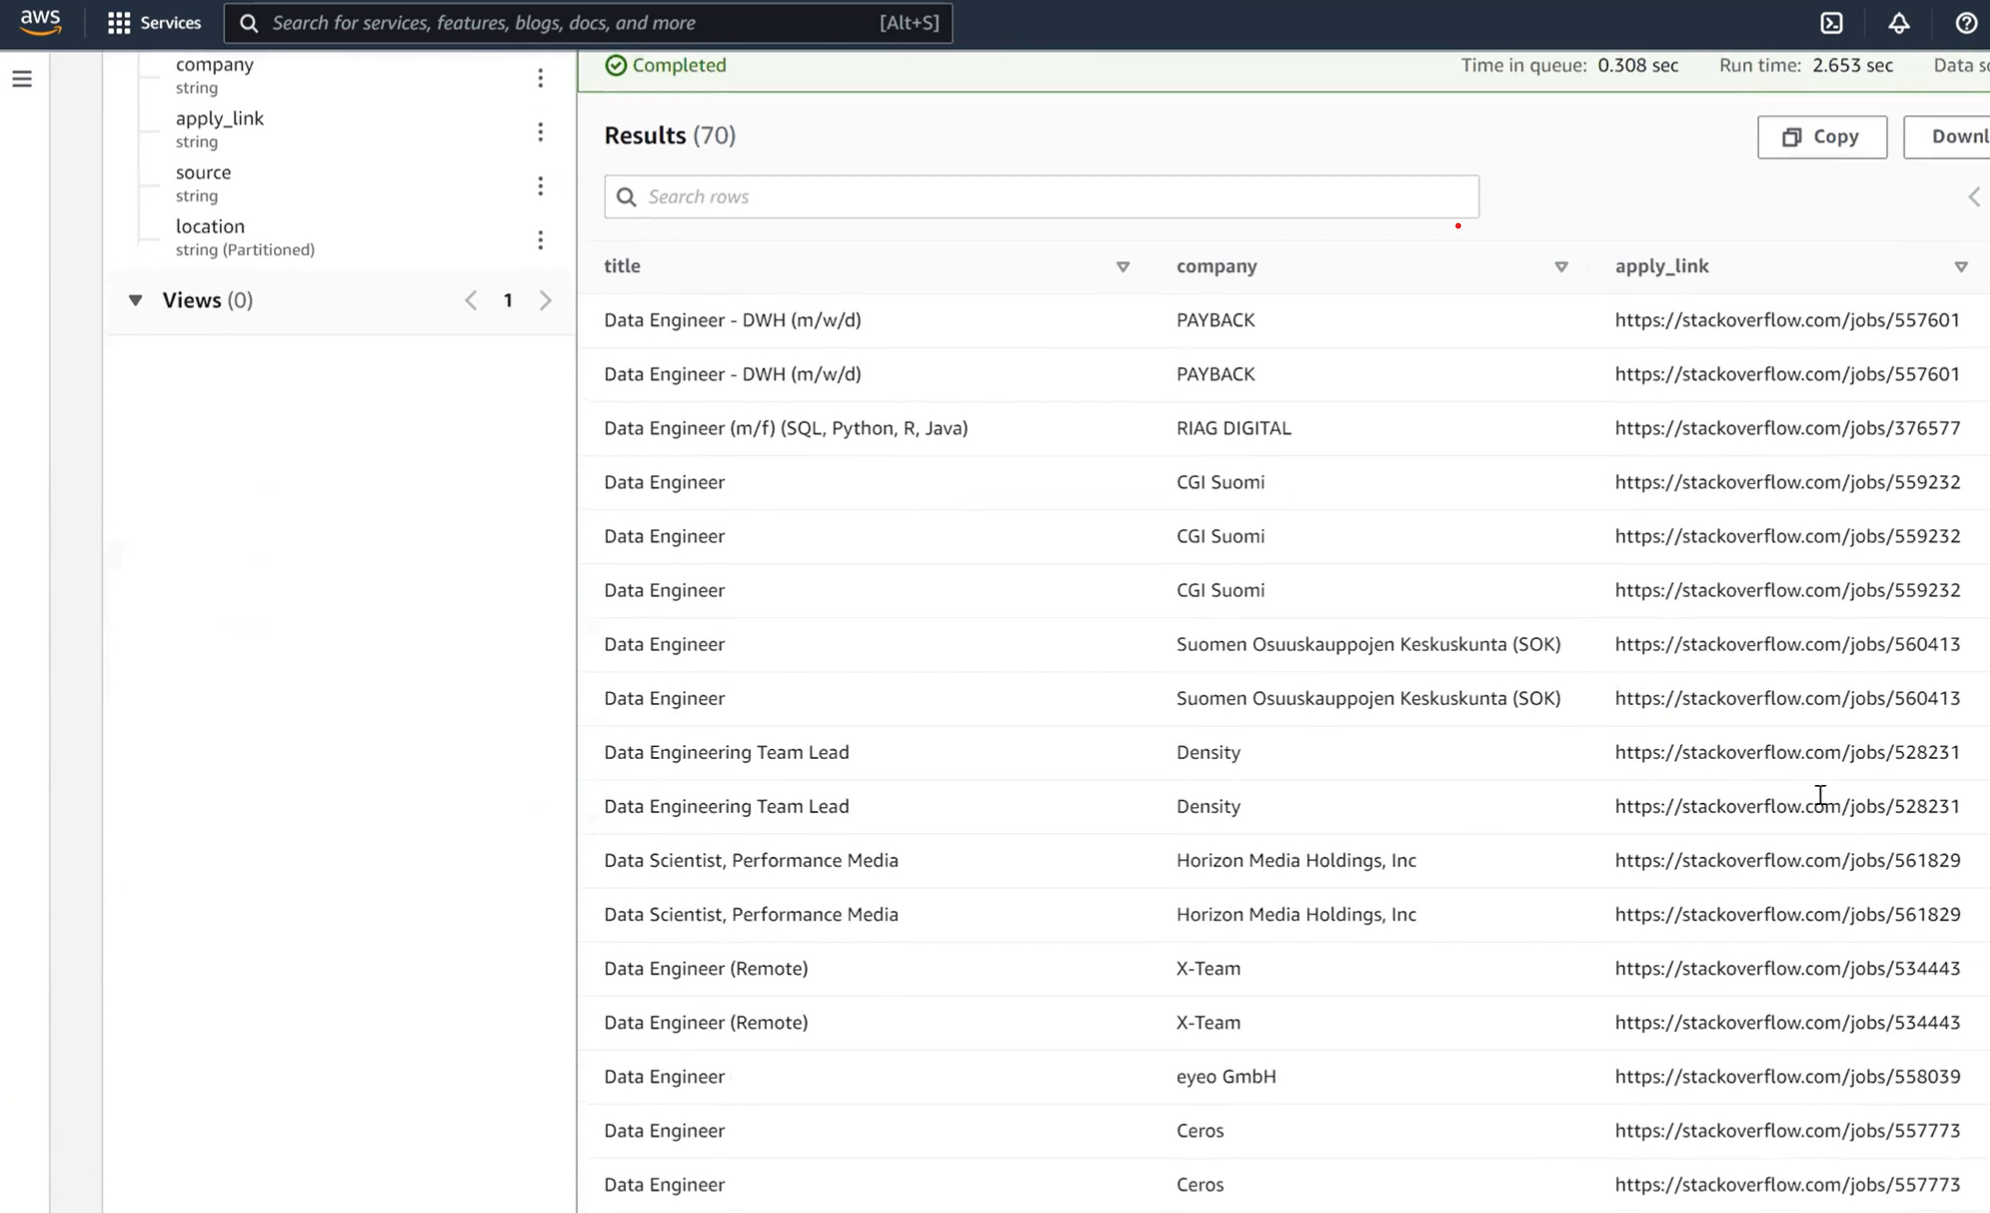 aws Services Search for services, features, blogs, docs, and more [Alt+S]
company
string
apply_link
string
source
string
location
string (Partitioned)
Views (0) 1
Completed Time in queue: 0.308 sec Run time: 2.653 sec Data sc
Results (70) Copy Downl
Search rows
title company apply_link
Data Engineer - DWH (m/w/d) PAYBACK https://stackoverflow.com/jobs/557601
Data Engineer - DWH (m/w/d) PAYBACK https://stackoverflow.com/jobs/557601
Data Engineer (m/f) (SQL, Python, R, Java) RIAG DIGITAL https://stackoverflow.com/jobs/376577
Data Engineer CGI Suomi https://stackoverflow.com/jobs/559232
Data Engineer CGI Suomi https://stackoverflow.com/jobs/559232
Data Engineer CGI Suomi https://stackoverflow.com/jobs/559232
Data Engineer Suomen Osuuskauppojen Keskuskunta (SOK) https://stackoverflow.com/jobs/560413
Data Engineer Suomen Osuuskauppojen Keskuskunta (SOK) https://stackoverflow.com/jobs/560413
Data Engineering Team Lead Density https://stackoverflow.com/jobs/528231
Data Engineering Team Lead Density https://stackoverflow.com/jobs/528231
Data Scientist, Performance Media Horizon Media Holdings, Inc https://stackoverflow.com/jobs/561829
Data Scientist, Performance Media Horizon Media Holdings, Inc https://stackoverflow.com/jobs/561829
Data Engineer (Remote) X-Team https://stackoverflow.com/jobs/534443
Data Engineer (Remote) X-Team https://stackoverflow.com/jobs/534443
Data Engineer eyeo GmbH https://stackoverflow.com/jobs/558039
Data Engineer Ceros https://stackoverflow.com/jobs/557773
Data Engineer Ceros https://stackoverflow.com/jobs/557773